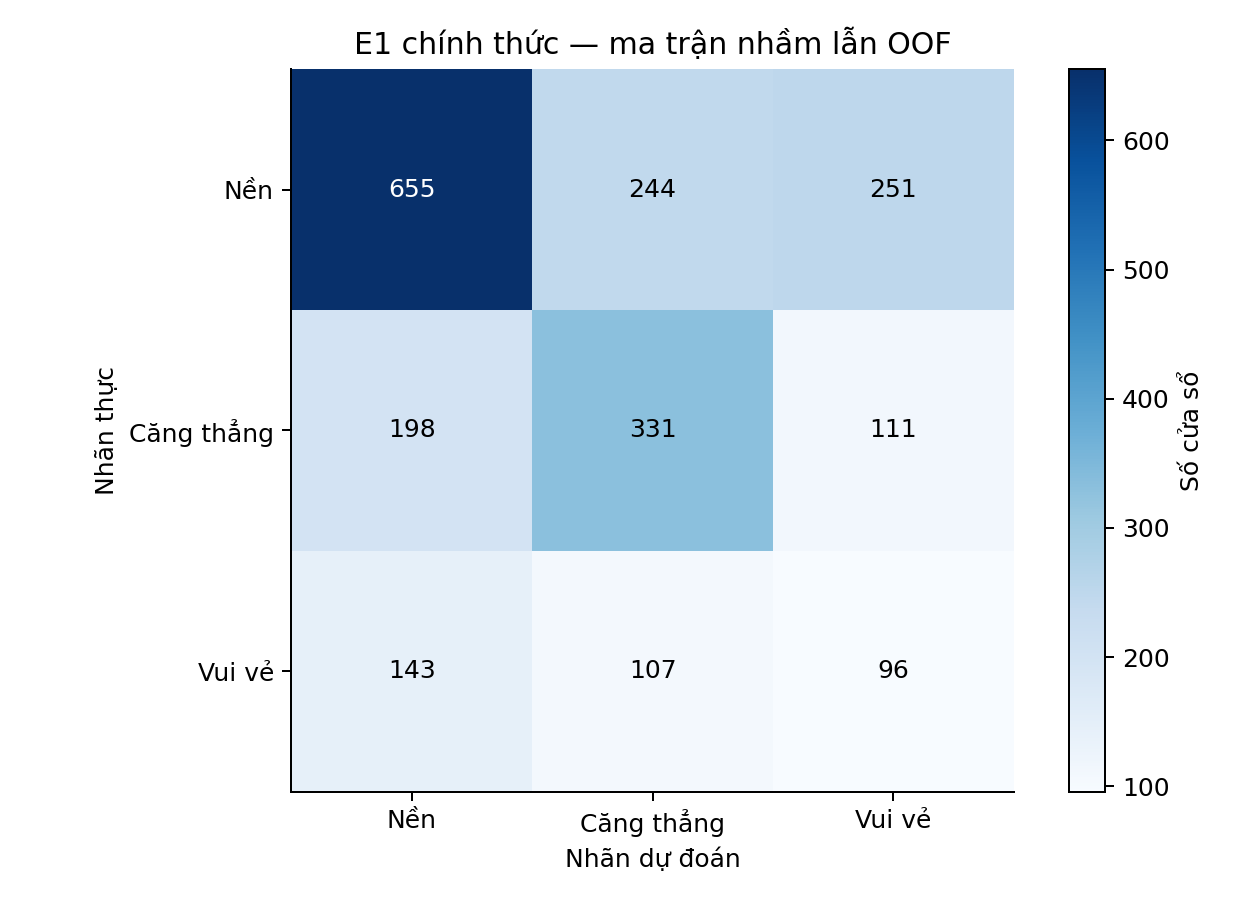 E1 chính thức — ma trận nhầm lẫn OOF
Nền
655
244
251
Căng thẳng
198
331
111
Vui vẻ
143
107
96
Nền
Căng thẳng
Vui vẻ
Nhãn dự đoán
Nhãn thực
600
500
400
300
200
100
Số cửa sổ